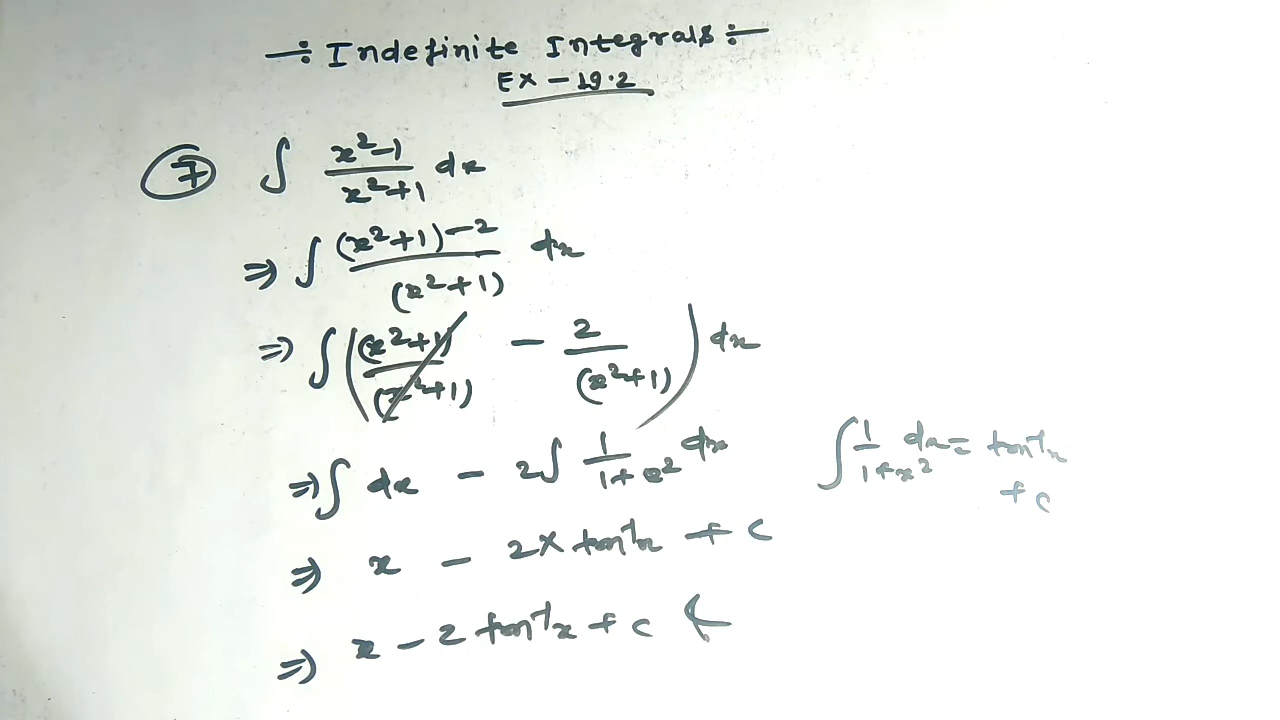 ÷ Indefinite Integrals ÷
EX – 19.2
⑦ ∫ (x²-1)/(x²+1) dx
⇒ ∫ ((x²+1)-2)/(x²+1) dx
⇒ ∫ ((x²+1)/(x²+1) - 2/(x²+1)) dx
⇒ ∫ dx - 2∫ 1/(1+x²) dx
∫ 1/(1+x²) dx = tan⁻¹x
+ c
⇒ x - 2 × tan⁻¹x + c
⇒ x - 2 tan⁻¹x + c